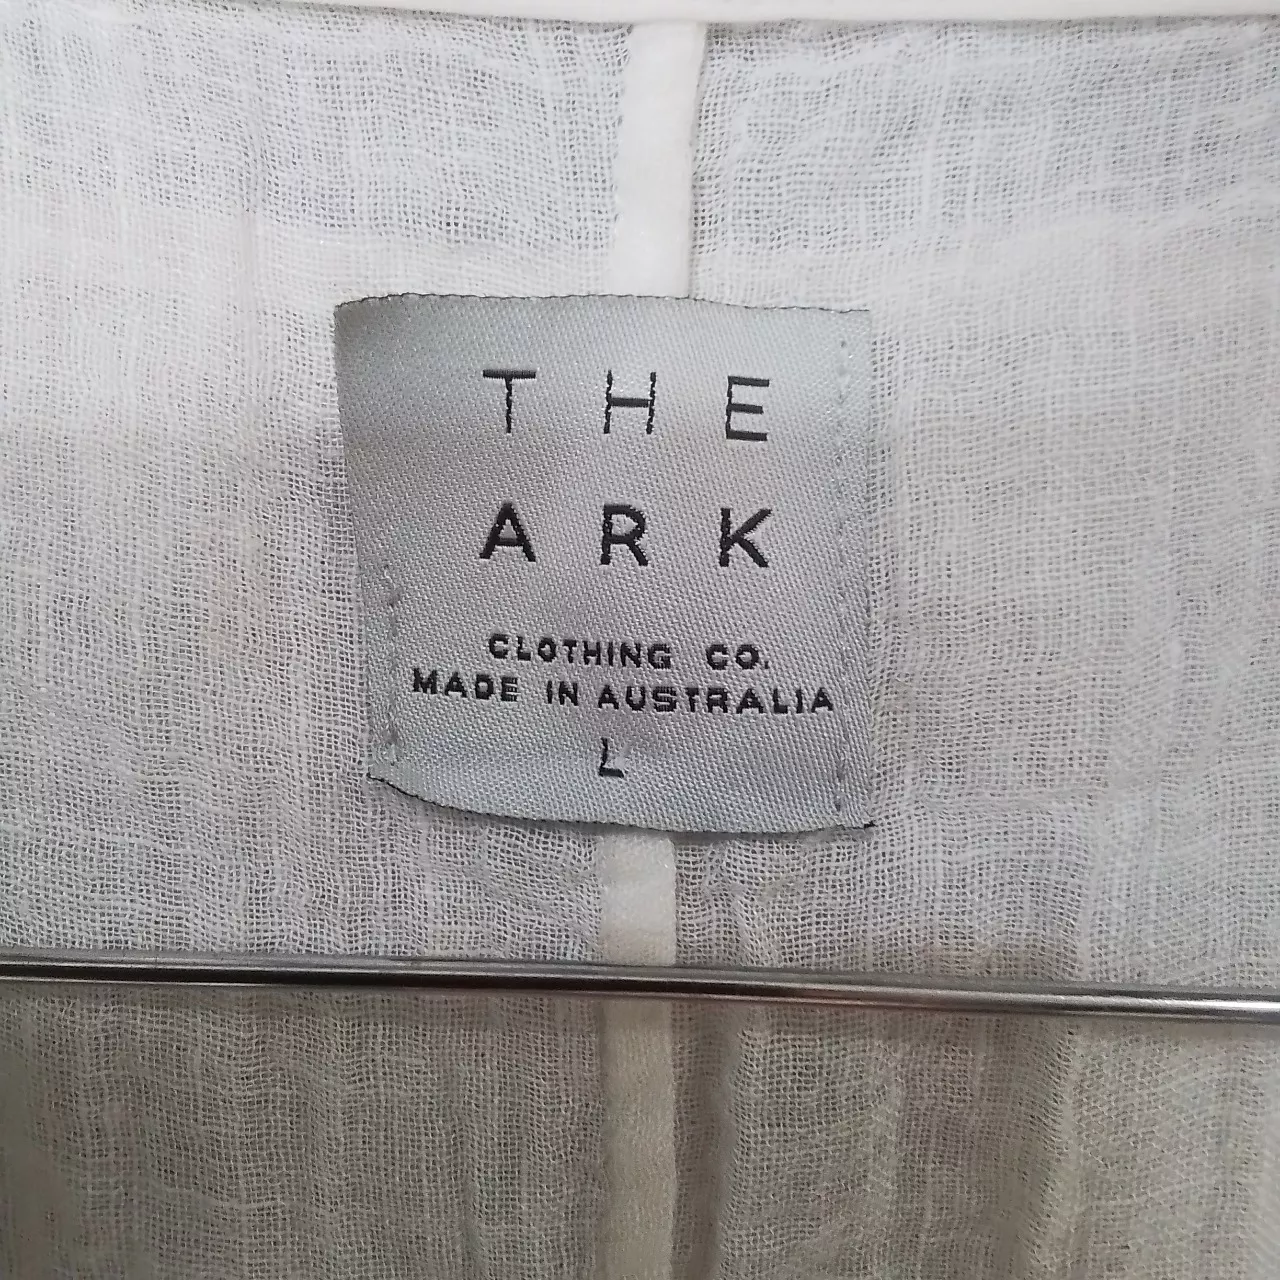 THE
ARK
CLOTHING CO.
MADE IN AUSTRALIA
L